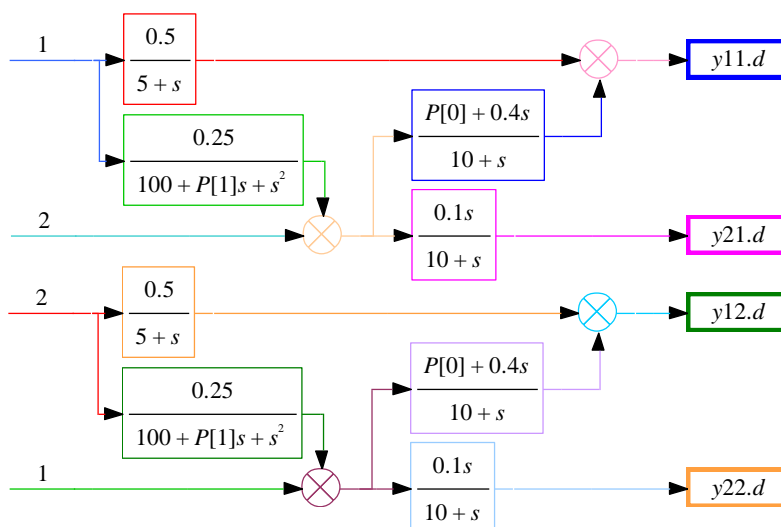 1
0.5
5 + s
y11.d
0.25
100 + P[1]s + s²
P[0] + 0.4s
10 + s
2
0.1s
10 + s
y21.d
2
0.5
5 + s
y12.d
0.25
100 + P[1]s + s²
P[0] + 0.4s
10 + s
1
0.1s
10 + s
y22.d